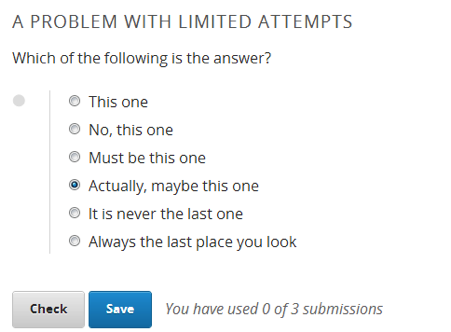 A PROBLEM WITH LIMITED ATTEMPTS
Which of the following is the answer?
This one
No, this one
Must be this one
Actually, maybe this one
It is never the last one
Always the last place you look
Check Save You have used 0 of 3 submissions